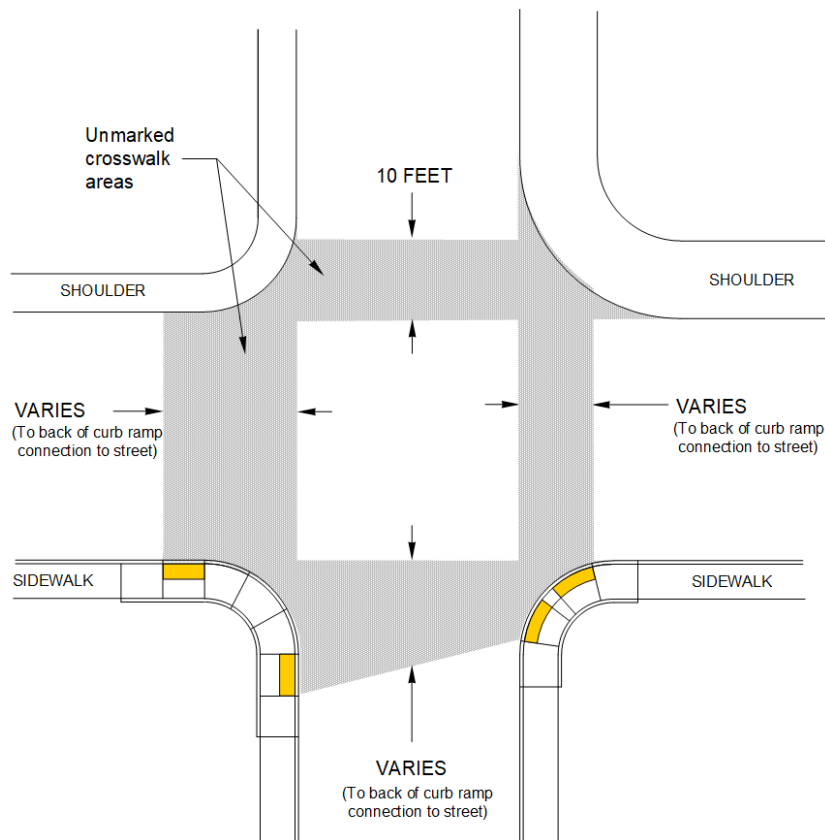 Unmarked
crosswalk
areas
10 FEET
SHOULDER
SHOULDER
VARIES
(To back of curb ramp
connection to street)
VARIES
(To back of curb ramp
connection to street)
SIDEWALK
SIDEWALK
VARIES
(To back of curb ramp
connection to street)